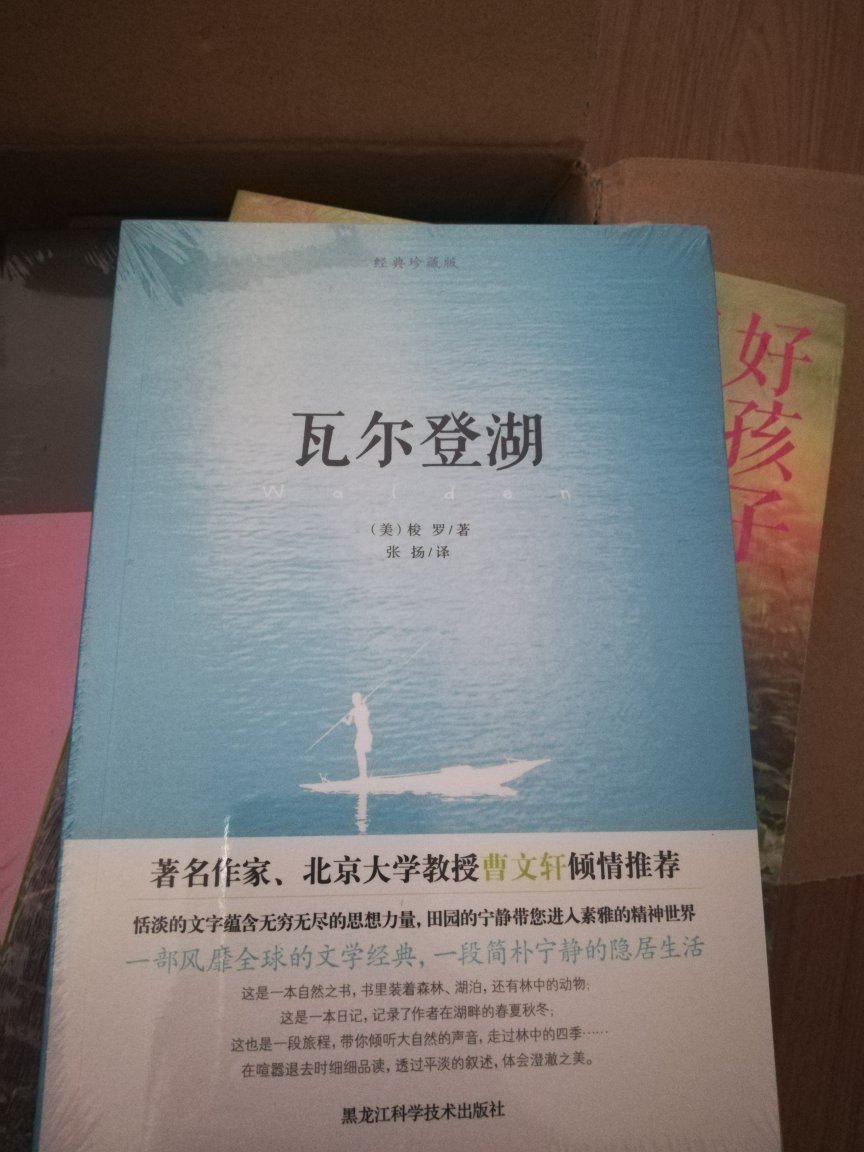 经典珍藏版
瓦尔登湖
Walden
(美)梭 罗/著
张 扬/译
著名作家、北京大学教授曹文轩倾情推荐
恬淡的文字蕴含无穷无尽的思想力量,田园的宁静带您进入素雅的精神世界
一部风靡全球的文学经典,一段简朴宁静的隐居生活
这是一本自然之书,书里装着森林、湖泊,还有林中的动物;
这是一本日记,记录了作者在湖畔的春夏秋冬;
这也是一段旅程,带你倾听大自然的声音,走过林中的四季……
在喧嚣退去时细细品读,透过平淡的叙述,体会澄澈之美。
黑龙江科学技术出版社
好孩子